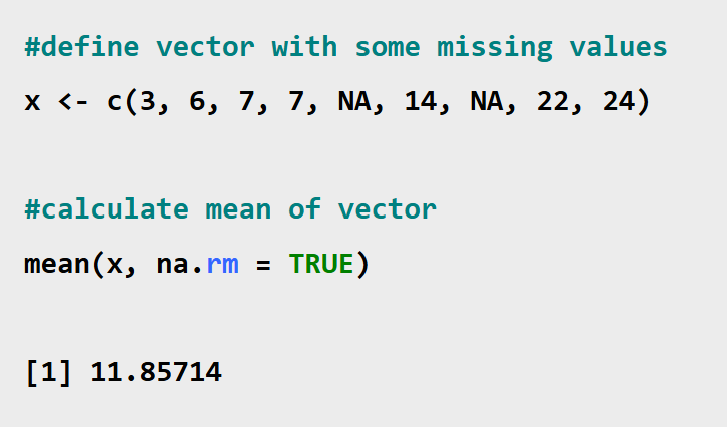 #define vector with some missing values
x <- c(3, 6, 7, 7, NA, 14, NA, 22, 24)
#calculate mean of vector
mean(x, na.rm = TRUE)
[1] 11.85714